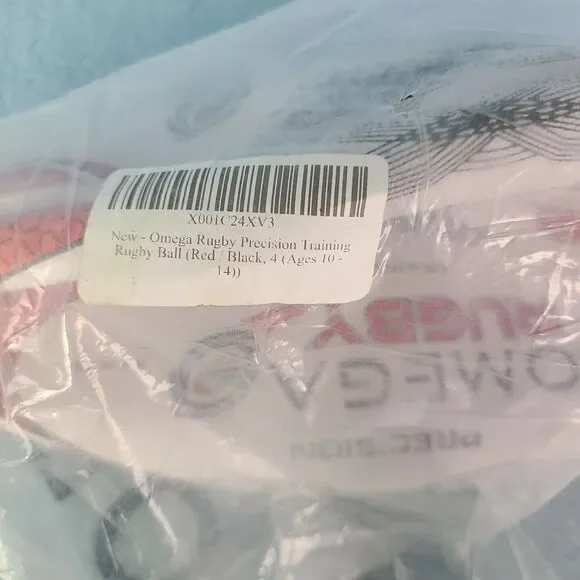 X001C24XV3
New - Omega Rugby Precision Training
Rugby Ball (Red / Black, 4 (Ages 10 -
14))
RUGBY
OMEGA
PRECISION